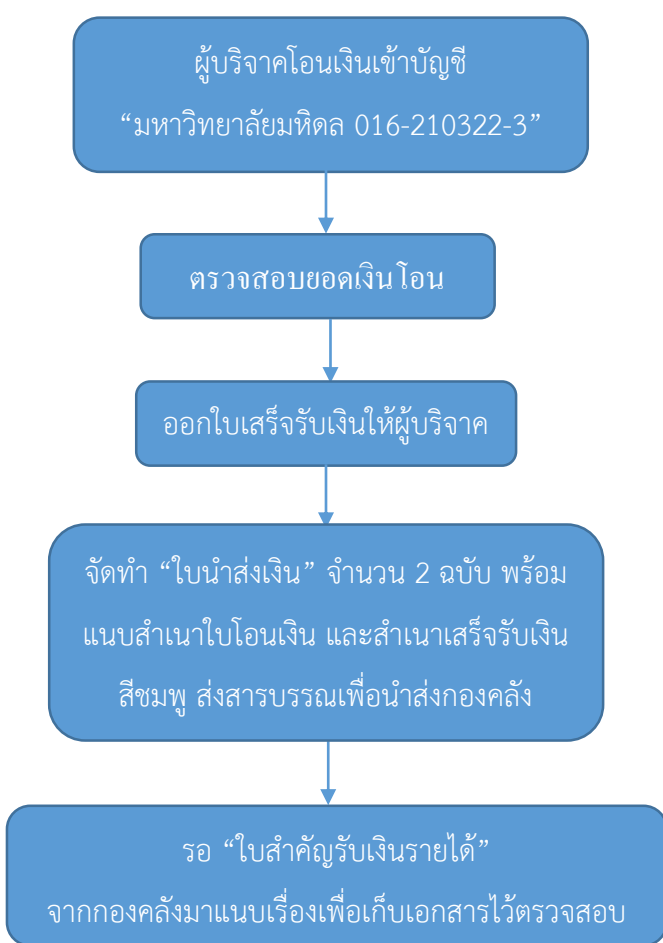 ผู้บริจาคโอนเงินเข้าบัญชี
“มหาวิทยาลัยมหิดล 016-210322-3”
ตรวจสอบยอดเงินโอน
ออกใบเสร็จรับเงินให้ผู้บริจาค
จัดทำ “ใบนำส่งเงิน” จำนวน 2 ฉบับ พร้อม
แนบสำเนาใบโอนเงิน และสำเนาเสร็จรับเงิน
สีชมพู ส่งสารบรรณเพื่อนำส่งกองคลัง
รอ “ใบสำคัญรับเงินรายได้”
จากกองคลังมาแนบเรื่องเพื่อเก็บเอกสารไว้ตรวจสอบ